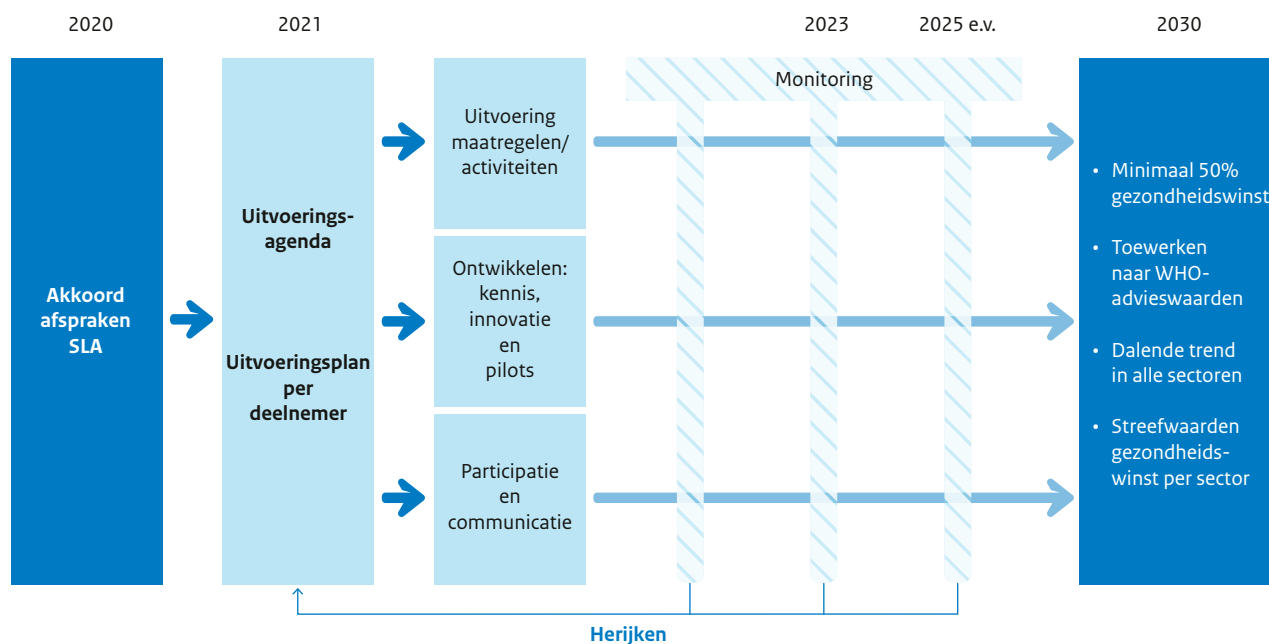 2020
2021
2023
2025 e.v.
2030
Akkoord
afspraken
SLA
Uitvoerings-
agenda
Uitvoeringsplan
per
deelnemer
Uitvoering
maatregelen/
activiteiten
Ontwikkelen:
kennis,
innovatie
en
pilots
Participatie
en
communicatie
Monitoring
• Minimaal 50%
gezondheidswinst
• Toewerken
naar WHO-
advieswaarden
• Dalende trend
in alle sectoren
• Streefwaarden
gezondheids-
winst per sector
Herijken